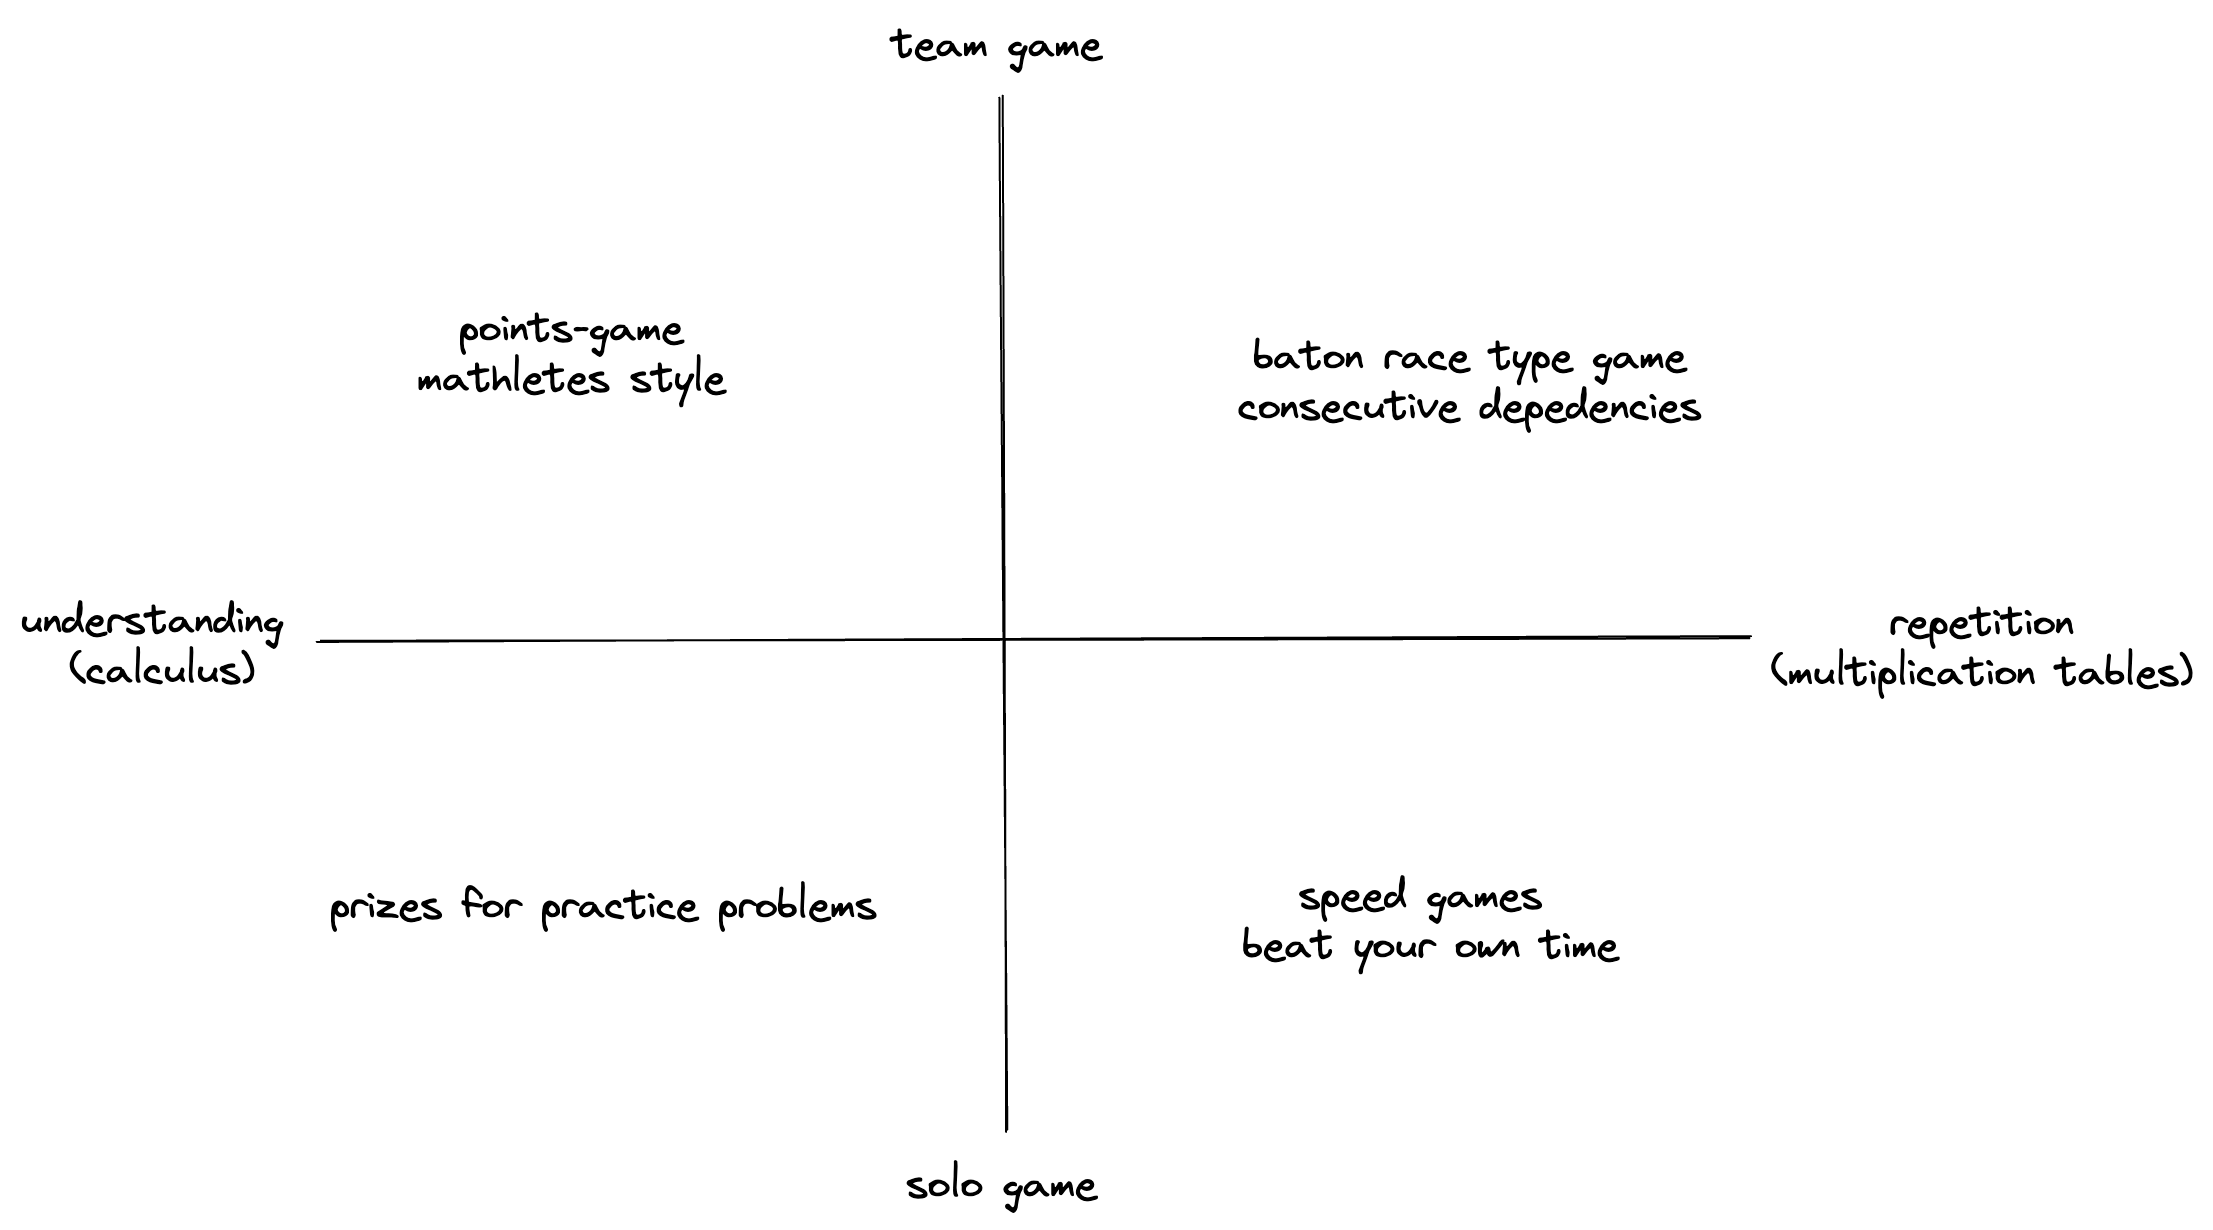 team game
points-game
mathletes style
baton race type game
consecutive depedencies
understanding
(calculus)
repetition
(multiplication tables)
prizes for practice problems
speed games
beat your own time
solo game